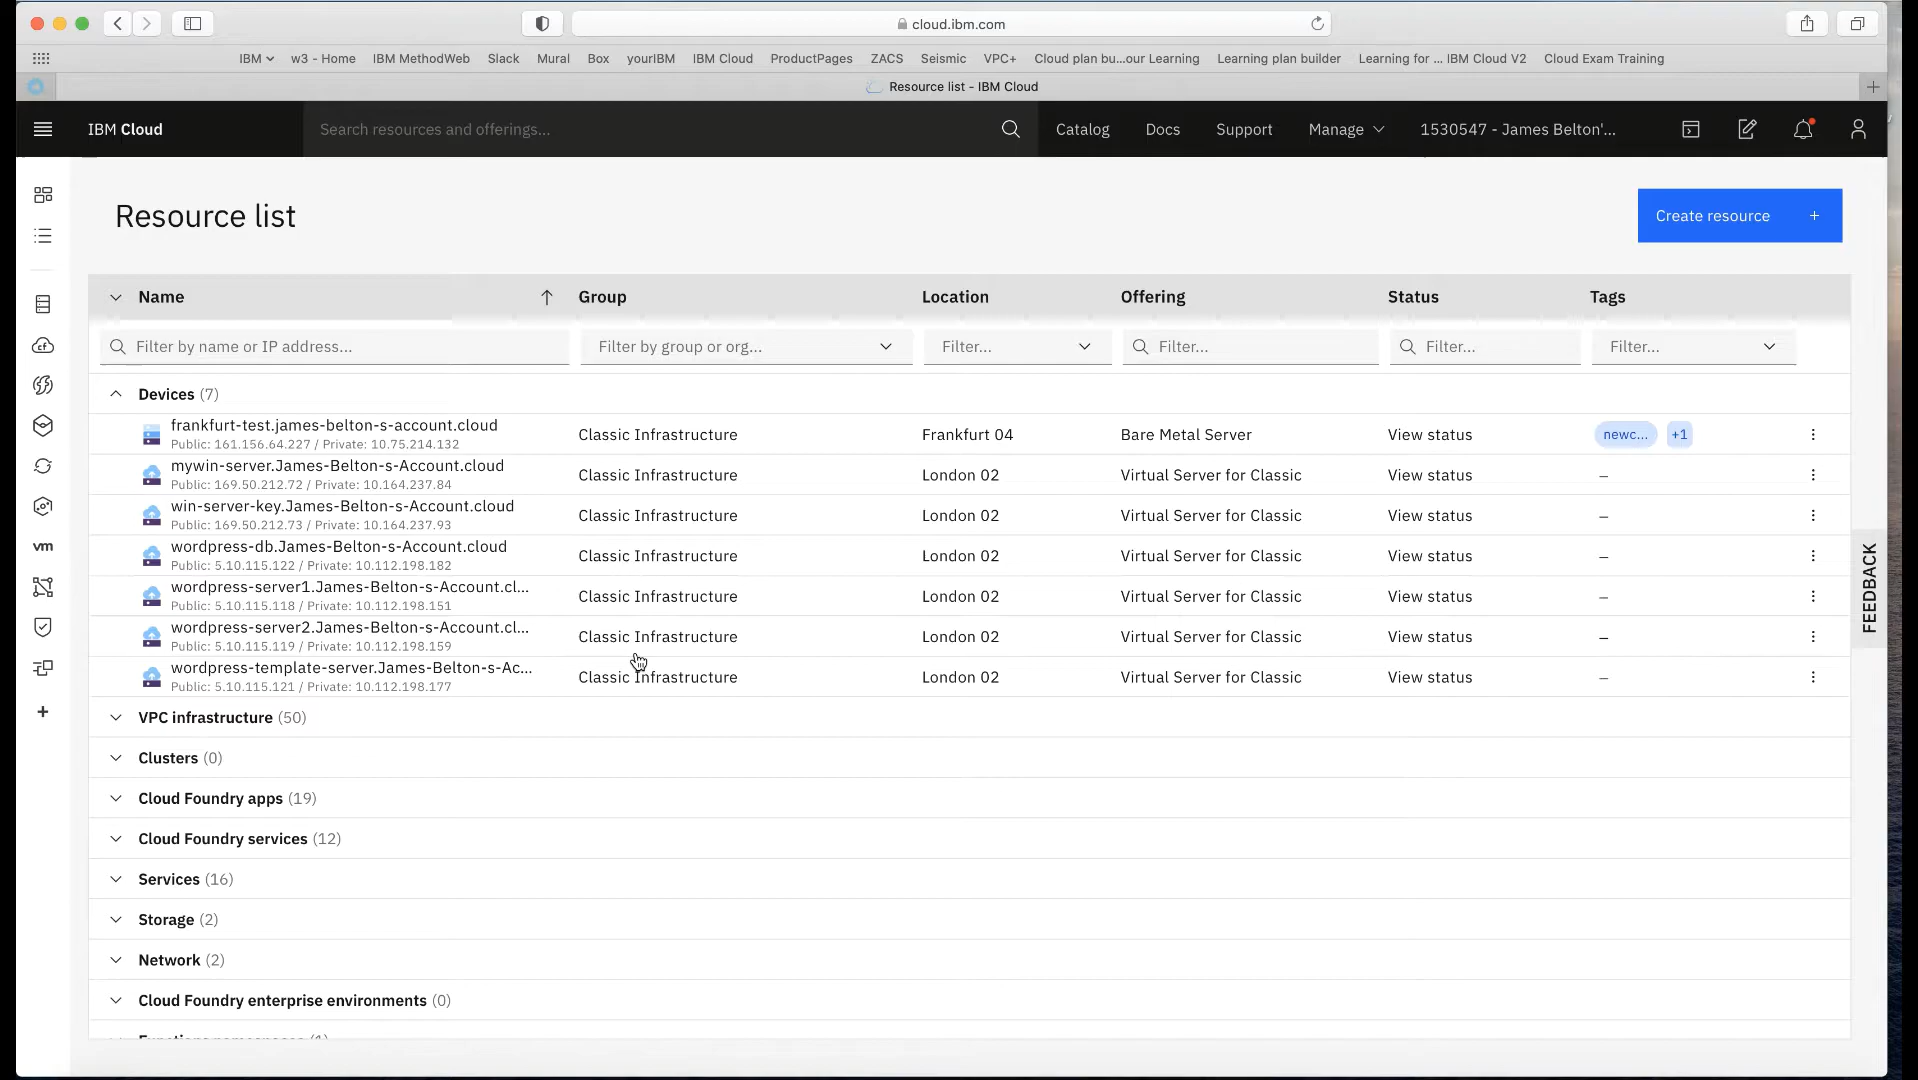 cloud.ibm.com
IBM w3 - Home IBM MethodWeb Slack Mural Box yourIBM IBM Cloud ProductPages ZACS Seismic VPC+ Cloud plan bu...our Learning Learning plan builder Learning for ... IBM Cloud V2 Cloud Exam Training
Resource list - IBM Cloud
IBM Cloud Search resources and offerings... Catalog Docs Support Manage 1530547 - James Belton'...
Resource list
Create resource +
Name Group Location Offering Status Tags
Filter by name or IP address... Filter by group or org... Filter... Filter... Filter... Filter...
Devices (7)
frankfurt-test.james-belton-s-account.cloud
Public: 161.156.64.227 / Private: 10.75.214.132
Classic Infrastructure Frankfurt 04 Bare Metal Server View status newc... +1
mywin-server.James-Belton-s-Account.cloud
Public: 169.50.212.72 / Private: 10.164.237.84
Classic Infrastructure London 02 Virtual Server for Classic View status –
win-server-key.James-Belton-s-Account.cloud
Public: 169.50.212.73 / Private: 10.164.237.93
Classic Infrastructure London 02 Virtual Server for Classic View status –
wordpress-db.James-Belton-s-Account.cloud
Public: 5.10.115.122 / Private: 10.112.198.182
Classic Infrastructure London 02 Virtual Server for Classic View status –
wordpress-server1.James-Belton-s-Account.cl...
Public: 5.10.115.118 / Private: 10.112.198.151
Classic Infrastructure London 02 Virtual Server for Classic View status –
wordpress-server2.James-Belton-s-Account.cl...
Public: 5.10.115.119 / Private: 10.112.198.159
Classic Infrastructure London 02 Virtual Server for Classic View status –
wordpress-template-server.James-Belton-s-Ac...
Public: 5.10.115.121 / Private: 10.112.198.177
Classic Infrastructure London 02 Virtual Server for Classic View status –
VPC infrastructure (50)
Clusters (0)
Cloud Foundry apps (19)
Cloud Foundry services (12)
Services (16)
Storage (2)
Network (2)
Cloud Foundry enterprise environments (0)
vm
FEEDBACK